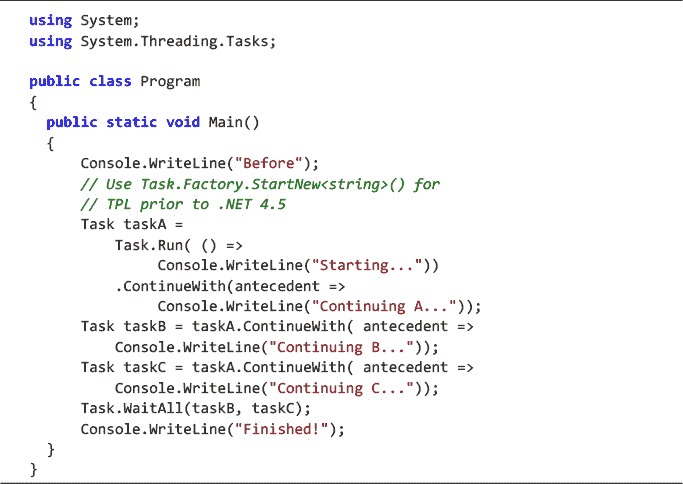 using System;
using System.Threading.Tasks;
public class Program
{
public static void Main()
{
Console.WriteLine("Before");
// Use Task.Factory.StartNew<string>() for
// TPL prior to .NET 4.5
Task taskA =
Task.Run( () =>
Console.WriteLine("Starting..."))
.ContinueWith(antecedent =>
Console.WriteLine("Continuing A..."));
Task taskB = taskA.ContinueWith( antecedent =>
Console.WriteLine("Continuing B..."));
Task taskC = taskA.ContinueWith( antecedent =>
Console.WriteLine("Continuing C..."));
Task.WaitAll(taskB, taskC);
Console.WriteLine("Finished!");
}
}